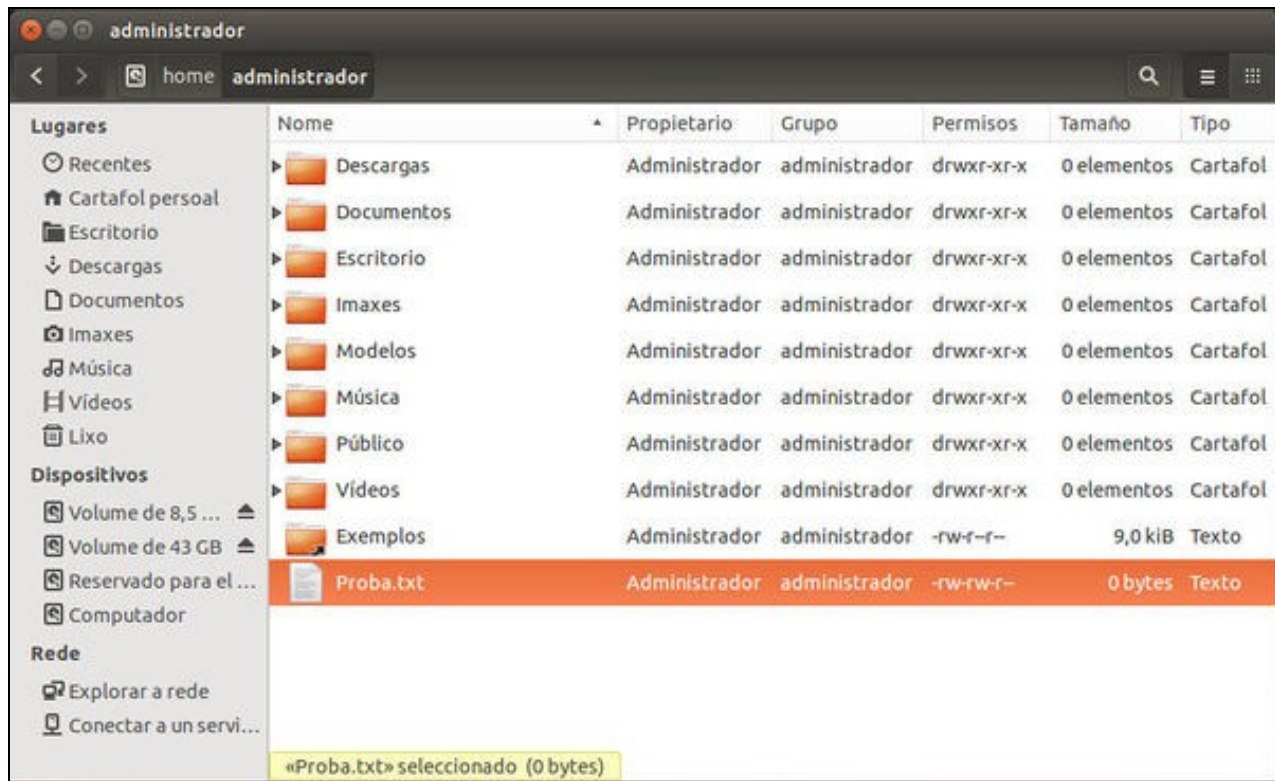 administrador
home administrador
Lugares
Recentes
Cartafol persoal
Escritorio
Descargas
Documentos
Imaxes
Música
Vídeos
Lixo
Dispositivos
Volume de 8,5 ...
Volume de 43 GB
Reservado para el ...
Computador
Rede
Explorar a rede
Conectar a un servi...
Nome Propietario Grupo Permisos Tamaño Tipo
Descargas Administrador administrador drwxr-xr-x 0 elementos Cartafol
Documentos Administrador administrador drwxr-xr-x 0 elementos Cartafol
Escritorio Administrador administrador drwxr-xr-x 0 elementos Cartafol
Imaxes Administrador administrador drwxr-xr-x 0 elementos Cartafol
Modelos Administrador administrador drwxr-xr-x 0 elementos Cartafol
Música Administrador administrador drwxr-xr-x 0 elementos Cartafol
Público Administrador administrador drwxr-xr-x 0 elementos Cartafol
Vídeos Administrador administrador drwxr-xr-x 0 elementos Cartafol
Exemplos Administrador administrador -rw-r--r-- 9,0 kiB Texto
Proba.txt Administrador administrador -rw-rw-r-- 0 bytes Texto
«Proba.txt» seleccionado (0 bytes)